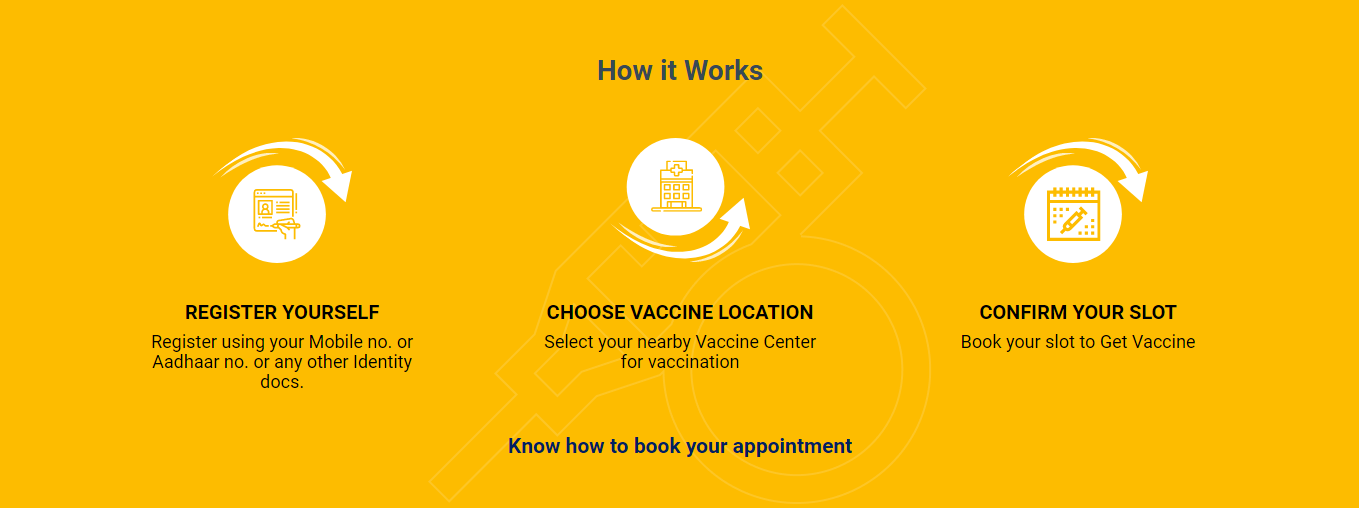 How it Works
REGISTER YOURSELF
Register using your Mobile no. or
Aadhaar no. or any other Identity
docs.
CHOOSE VACCINE LOCATION
Select your nearby Vaccine Center
for vaccination
CONFIRM YOUR SLOT
Book your slot to Get Vaccine
Know how to book your appointment